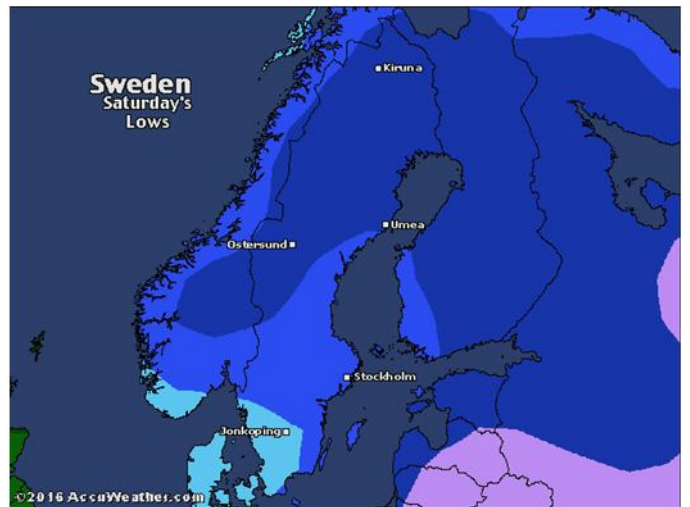 Sweden
Saturday's
Lows
Kiruna
Umea
Ostersund
Stockholm
Jonkoping
©2016 AccuWeather.com